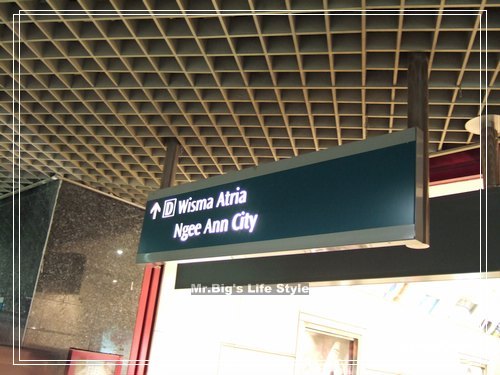 ↑ D Wisma Atria
Ngee Ann City
Mr.Big's Life Style